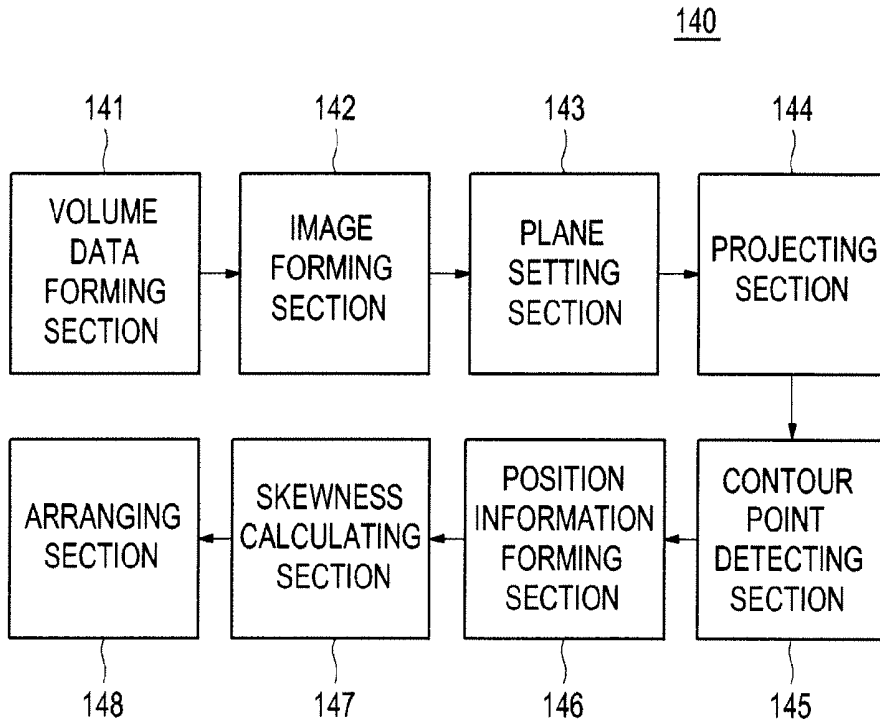 140
141
142
143
144
VOLUME
DATA
FORMING
SECTION
IMAGE
FORMING
SECTION
PLANE
SETTING
SECTION
PROJECTING
SECTION
ARRANGING
SECTION
SKEWNESS
CALCULATING
SECTION
POSITION
INFORMATION
FORMING
SECTION
CONTOUR
POINT
DETECTING
SECTION
148
147
146
145